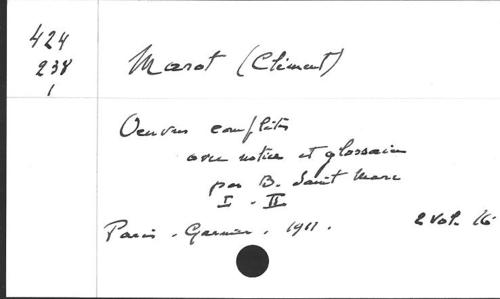 424
238
1
Marot (Clément)
Oeuvres complètes
avec notice et glossaire
par B. Saint Marc
I - II
Paris - Garnier, 1911.
2 vol. 16°